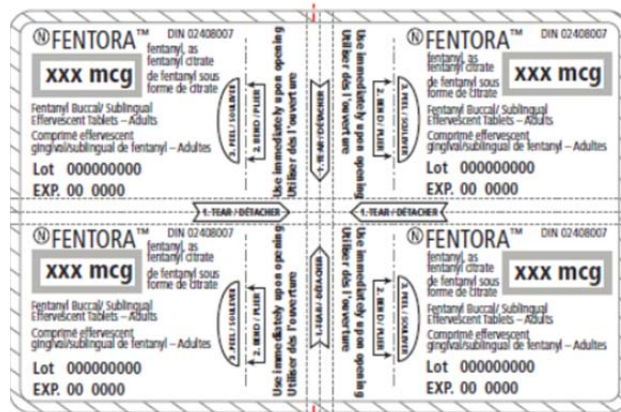 Ⓝ FENTORA™ DIN 02408007
fentanyl, as
fentanyl citrate
xxx mcg
de fentanyl sous
forme de citrate
Fentanyl Buccal/ Sublingual
Effervescent Tablets – Adults
Comprimé effervescent
gingival/sublingual de fentanyl – Adultes
Lot 000000000
EXP. 00 0000
3. PEEL / SOULEVER
2. BEND / PLIER
Use immediately upon opening
Utiliser dès l'ouverture
1. TEAR / DÉTACHER
Use immediately upon opening
Utiliser dès l'ouverture
2. BEND / PLIER
3. PEEL / SOULEVER
Ⓝ FENTORA™ DIN 02408007
fentanyl, as
fentanyl citrate
xxx mcg
de fentanyl sous
forme de citrate
Fentanyl Buccal/ Sublingual
Effervescent Tablets – Adults
Comprimé effervescent
gingival/sublingual de fentanyl – Adultes
Lot 000000000
EXP. 00 0000
1. TEAR / DÉTACHER
1. TEAR / DÉTACHER
Ⓝ FENTORA™ DIN 02408007
fentanyl, as
fentanyl citrate
xxx mcg
de fentanyl sous
forme de citrate
Fentanyl Buccal/ Sublingual
Effervescent Tablets – Adults
Comprimé effervescent
gingival/sublingual de fentanyl – Adultes
Lot 000000000
EXP. 00 0000
3. PEEL / SOULEVER
2. BEND / PLIER
Use immediately upon opening
Utiliser dès l'ouverture
1. TEAR / DÉTACHER
Use immediately upon opening
Utiliser dès l'ouverture
2. BEND / PLIER
3. PEEL / SOULEVER
Ⓝ FENTORA™ DIN 02408007
fentanyl, as
fentanyl citrate
xxx mcg
de fentanyl sous
forme de citrate
Fentanyl Buccal/ Sublingual
Effervescent Tablets – Adults
Comprimé effervescent
gingival/sublingual de fentanyl – Adultes
Lot 000000000
EXP. 00 0000